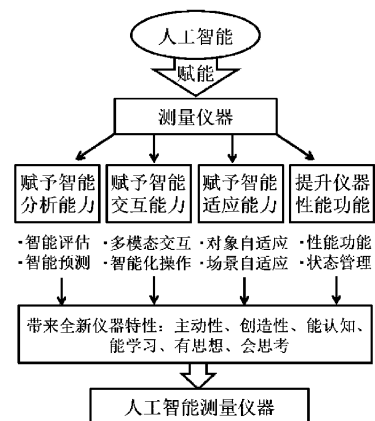 人工智能
赋能
测量仪器
赋予智能
分析能力
赋予智能
交互能力
赋予智能
适应能力
提升仪器
性能功能
·智能评估
·智能预测
·多模态交互
·智能化操作
·对象自适应
·场景自适应
·性能功能
·状态管理
带来全新仪器特性：主动性、创造性、能认知、
能学习、有思想、会思考
人工智能测量仪器